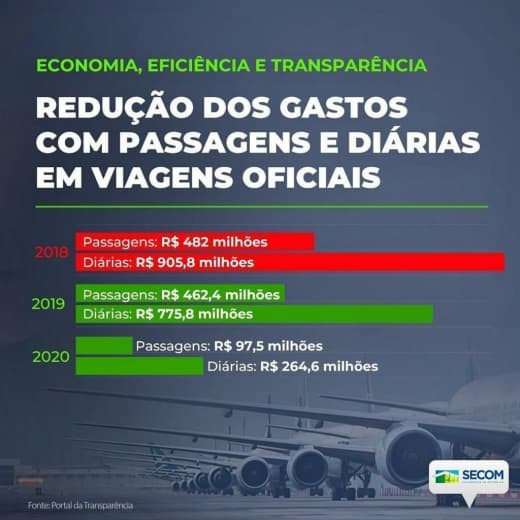 ECONOMIA, EFICIÊNCIA E TRANSPARÊNCIA
REDUÇÃO DOS GASTOS
COM PASSAGENS E DIÁRIAS
EM VIAGENS OFICIAIS
2018
Passagens: R$ 482 milhões
Diárias: R$ 905,8 milhões
2019
Passagens: R$ 462,4 milhões
Diárias: R$ 775,8 milhões
2020
Passagens: R$ 97,5 milhões
Diárias: R$ 264,6 milhões
SECOM
Fonte: Portal da Transparência